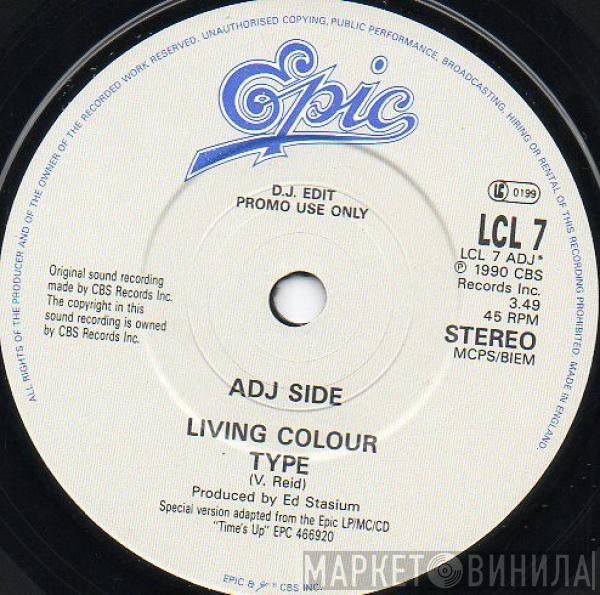 ALL RIGHTS OF THE PRODUCER AND OF THE OWNER OF THE RECORDED WORK RESERVED. UNAUTHORISED COPYING, PUBLIC PERFORMANCE, BROADCASTING, HIRING OR RENTAL OF THIS RECORDING PROHIBITED. MADE IN ENGLAND.
Epic
D.J. EDIT
PROMO USE ONLY
LC 0199
LCL 7
LCL 7 ADJ*
℗ 1990 CBS
Records Inc.
3.49
45 RPM
STEREO
MCPS/BIEM
Original sound recording
made by CBS Records Inc.
The copyright in this
sound recording is owned
by CBS Records Inc.
ADJ SIDE
LIVING COLOUR
TYPE
(V. Reid)
Produced by Ed Stasium
Special version adapted from the Epic LP/MC/CD
"Time's Up" EPC 466920
EPIC & CBS INC.
МАРКЕТ ВИНИЛА